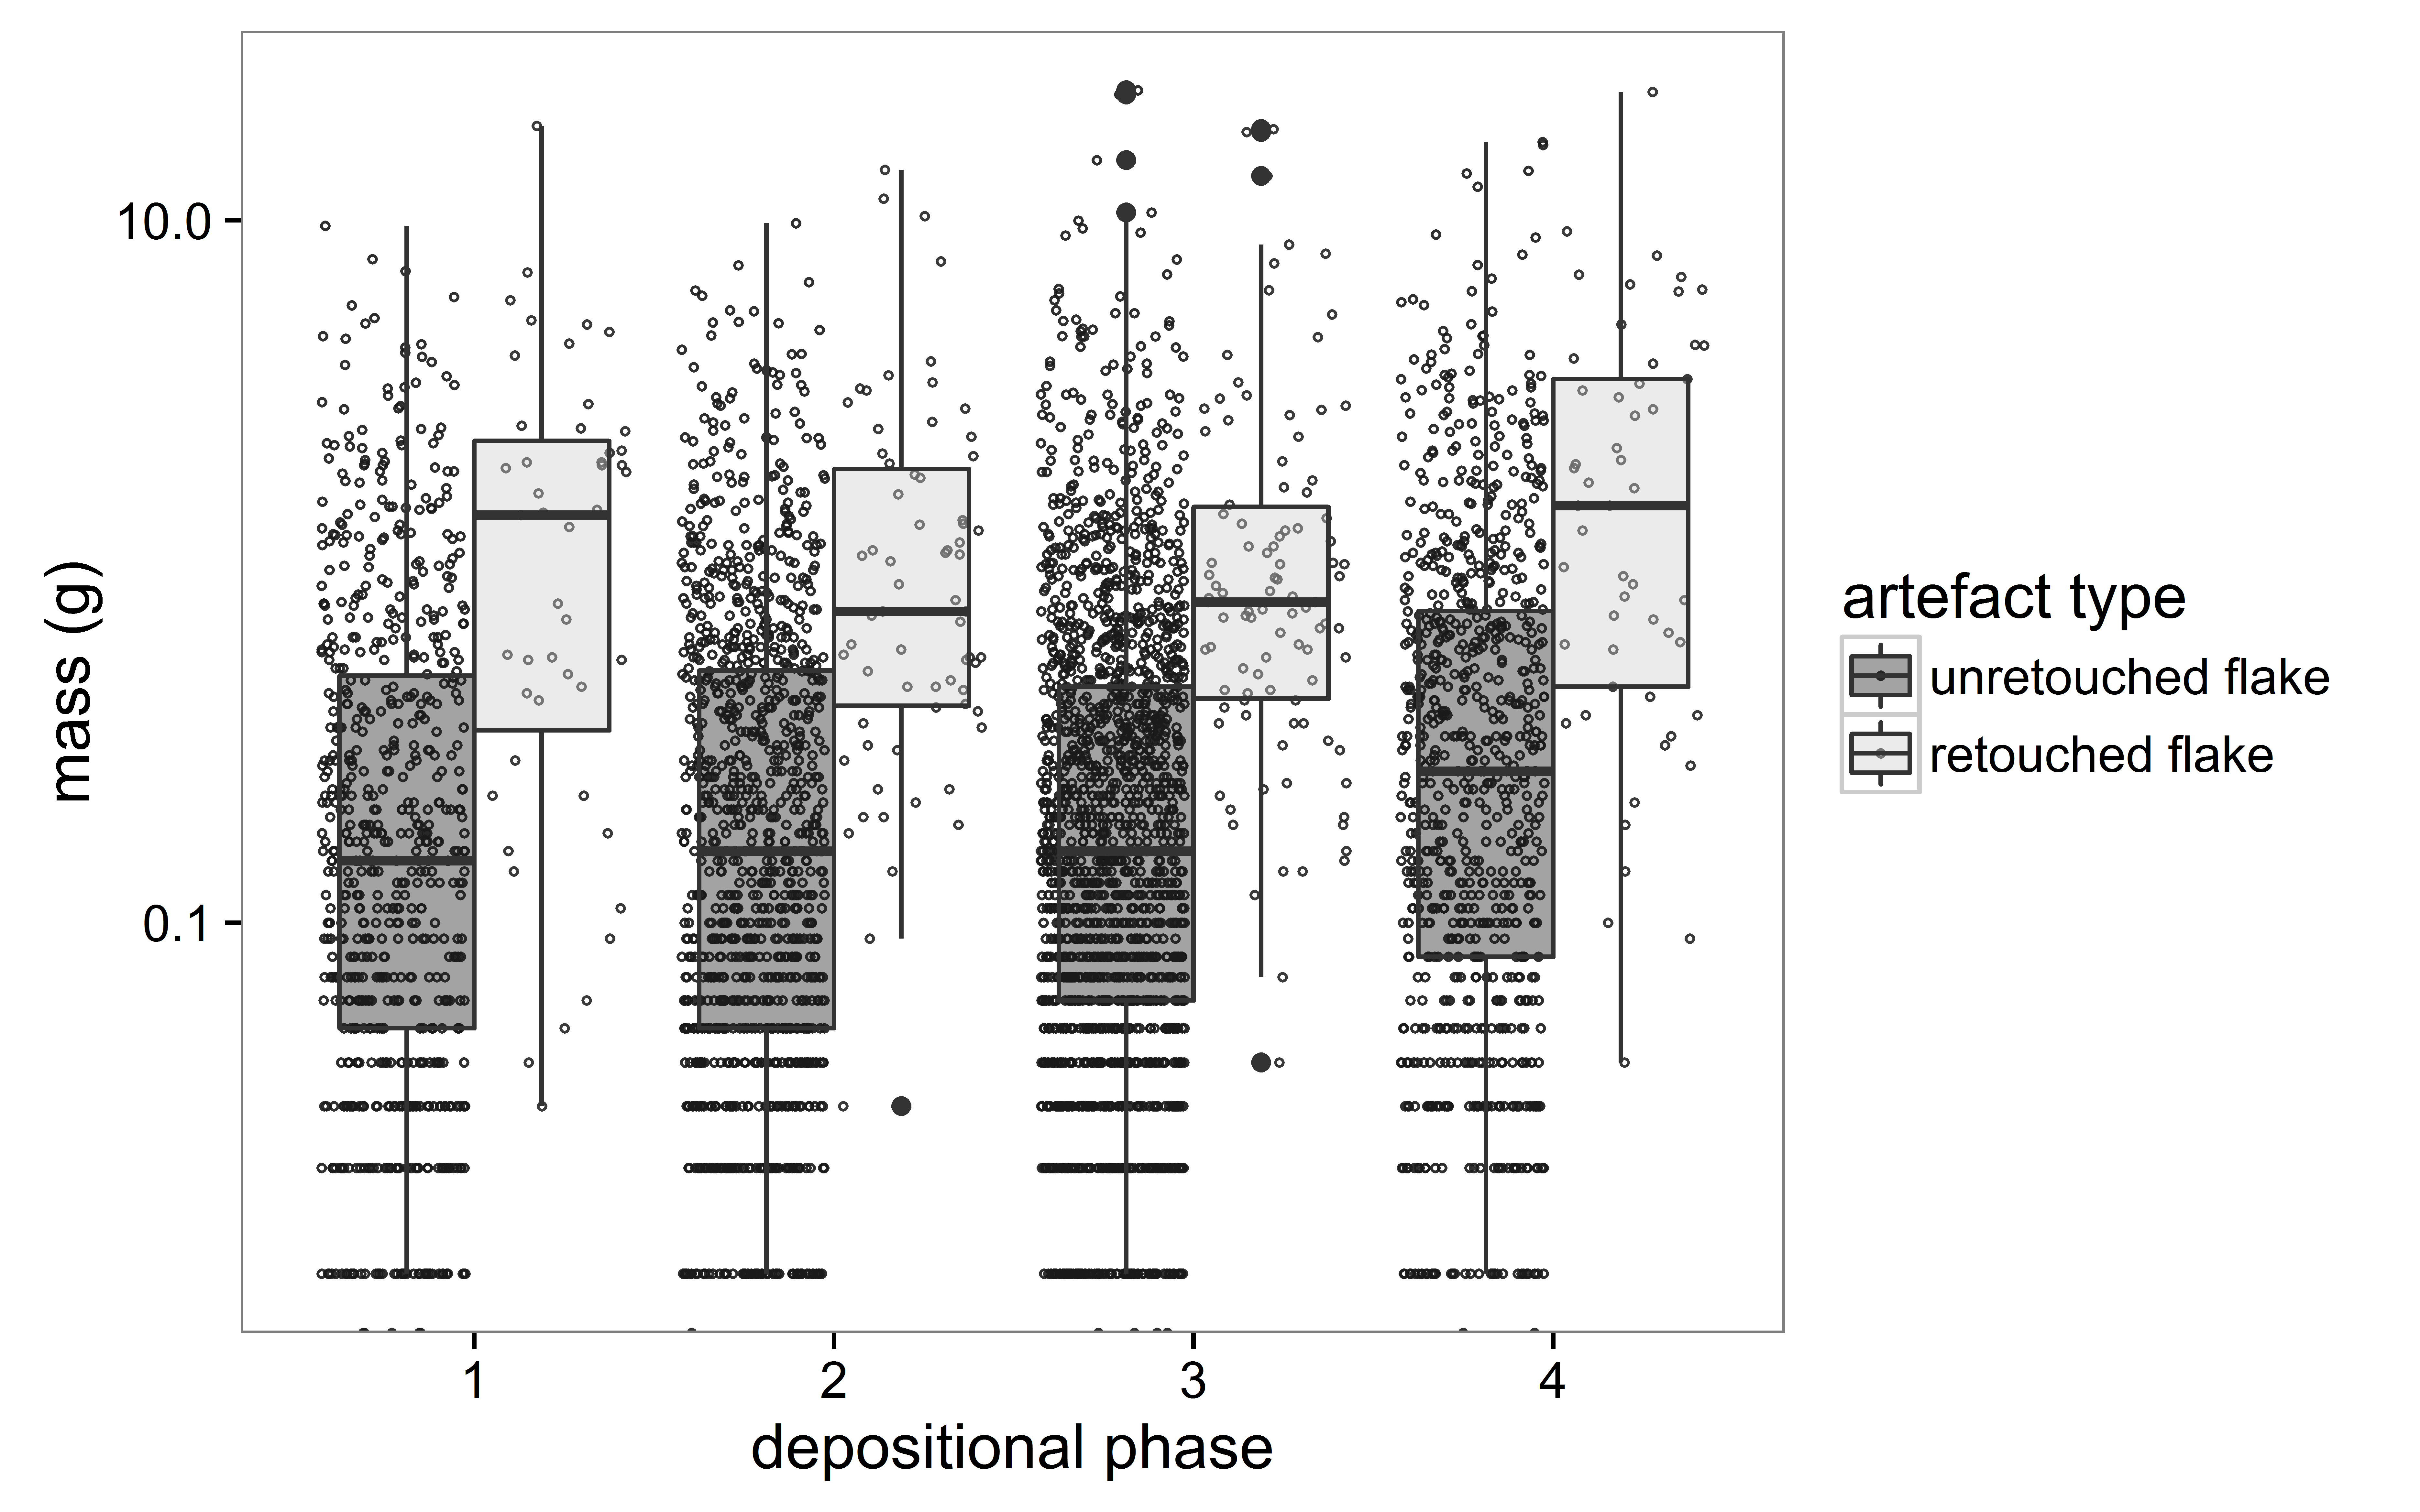 mass (g)
10.0
0.1
1
2
3
4
depositional phase
artefact type
unretouched flake
retouched flake